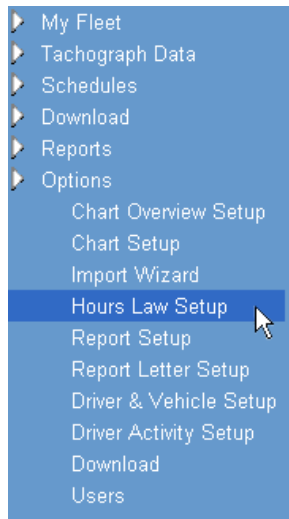 My Fleet
Tachograph Data
Schedules
Download
Reports
Options
Chart Overview Setup
Chart Setup
Import Wizard
Hours Law Setup
Report Setup
Report Letter Setup
Driver & Vehicle Setup
Driver Activity Setup
Download
Users